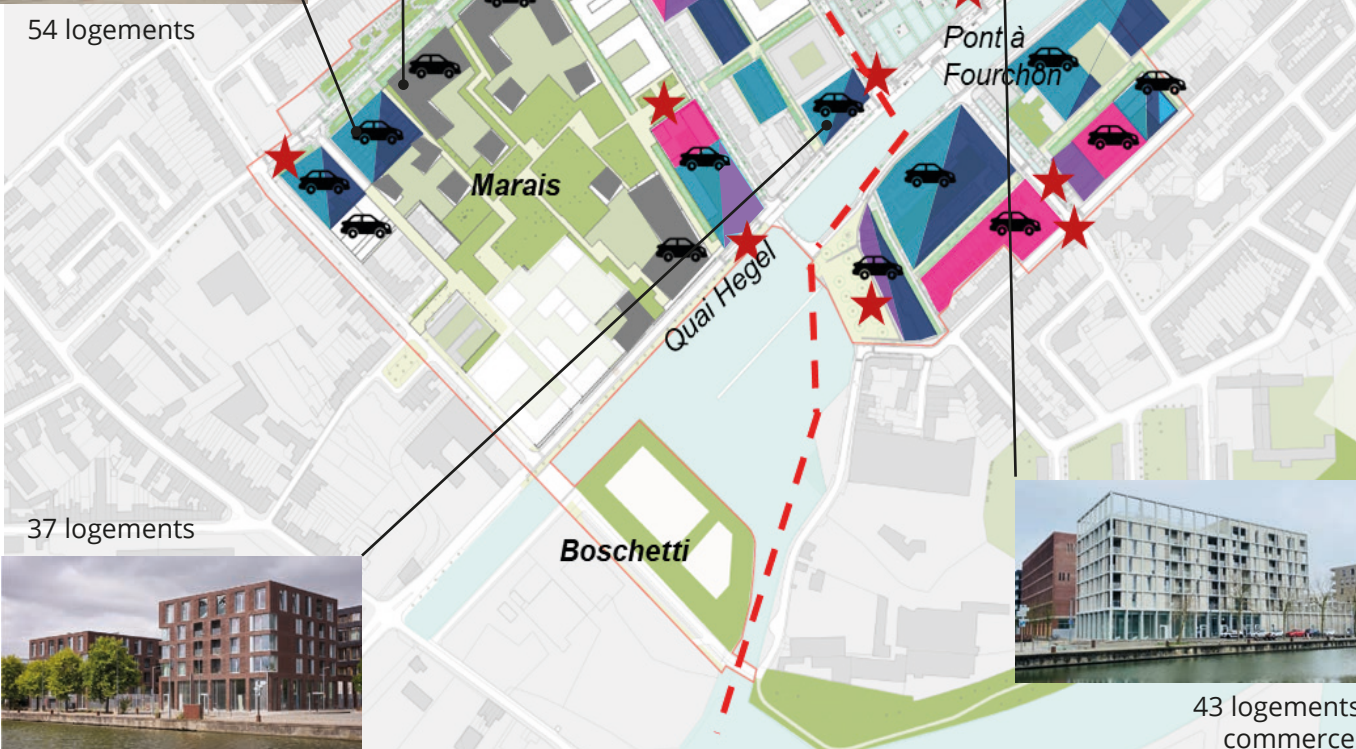 54 logements
Pont à
Fourchon
Marais
Quai Hegel
37 logements
Boschetti
43 logements
commerce